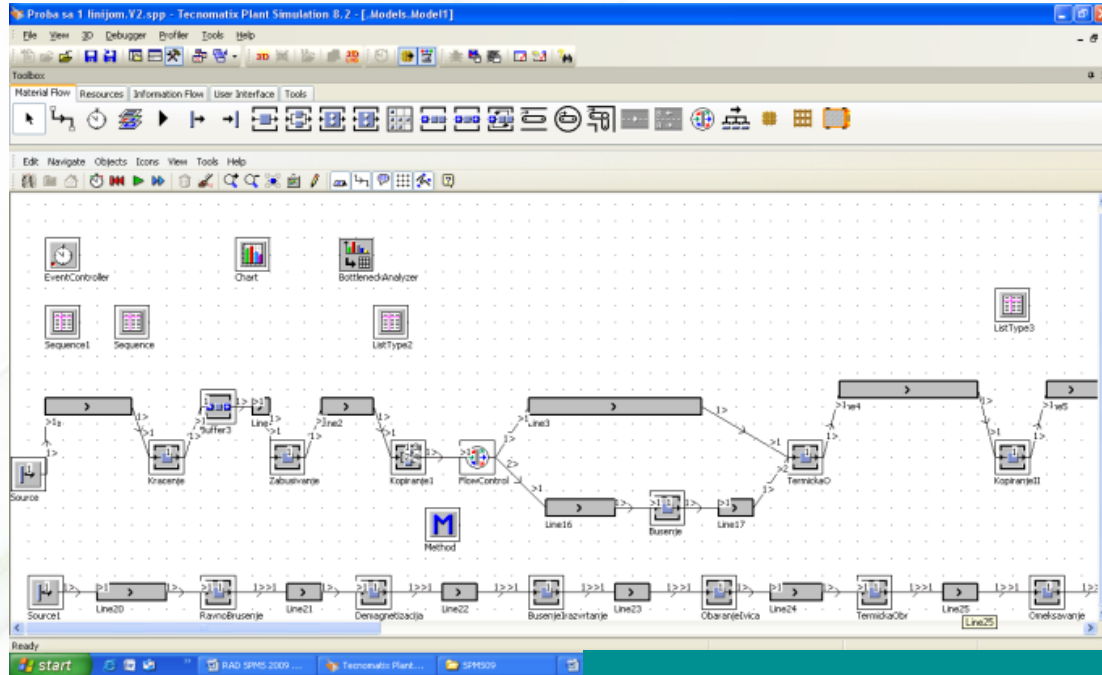 Proba sa 1 linijom.V2.spp - Tecnomatix Plant Simulation 8.2 - [.Models.Model1]
File View 3D Debugger Profiler Tools Help
Toolbox
Material Flow Resources Information Flow User Interface Tools
Edit Navigate Objects Icons View Tools Help
EventController Chart BottleneckAnalyzer
Sequence1 Sequence ListType2 ListType3
Buffer3 Line3
Kracenje Zabusivanje Kopiranje1 FlowControl TermickaO KopiranjeII
Source
Line16 Busenje Line17
Method
Source1 Line20 RavnoBrusenje Line21 Demagnetizacija Line22 BusenjeIrazvrtanje Line23 ObaranjeIvica Line24 TermickaObr Line25 Omeksavanje
Line25
Ready
start RAD SPMS 2009 ... Tecnomatix Plant... SPMS09